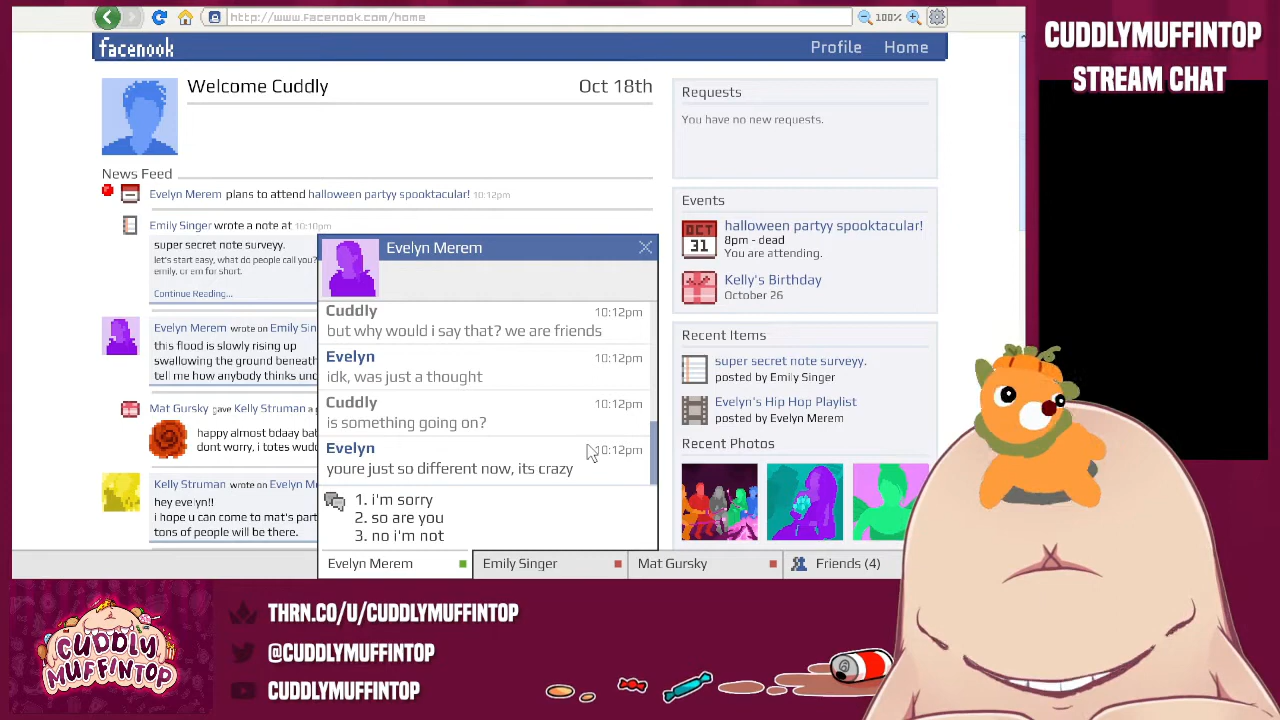 http://www.Facenook.com/home
100%
facenook
Profile
Home
Welcome Cuddly
Oct 18th
News Feed
Evelyn Merem plans to attend halloween partyy spooktacular! 10:12pm
Emily Singer wrote a note at 10:10pm
super secret note surveyy.
let's start easy, what do people call you?
emily, or em for short.
Continue Reading...
Evelyn Merem wrote on Emily Sin
this flood is slowly rising up
swallowing the ground beneath
tell me how anybody thinks und
Mat Gursky gave Kelly Struman a
happy almost bdaay bab
dont worry, i totes wudd
Kelly Struman wrote on Evelyn M
hey evelyn!!
i hope u can come to mat's part
tons of people will be there.
Evelyn Merem
Cuddly 10:12pm
but why would i say that? we are friends
Evelyn 10:12pm
idk, was just a thought
Cuddly 10:12pm
is something going on?
Evelyn 10:12pm
youre just so different now, its crazy
1. i'm sorry
2. so are you
3. no i'm not
Evelyn Merem
Emily Singer
Mat Gursky
Friends (4)
Requests
You have no new requests.
Events
OCT
31
halloween partyy spooktacular!
8pm - dead
You are attending.
Kelly's Birthday
October 26
Recent Items
super secret note surveyy.
posted by Emily Singer
Evelyn's Hip Hop Playlist
posted by Evelyn Merem
Recent Photos
CUDDLYMUFFINTOP
STREAM CHAT
CUDDLY
MUFFINTOP
THRN.CO/U/CUDDLYMUFFINTOP
@CUDDLYMUFFINTOP
CUDDLYMUFFINTOP